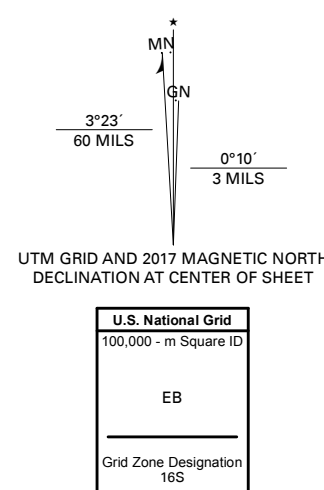 ★
MN
GN
3°23´
60 MILS
0°10´
3 MILS
UTM GRID AND 2017 MAGNETIC NORTH
DECLINATION AT CENTER OF SHEET
U.S. National Grid
100,000 - m Square ID
EB
Grid Zone Designation
16S